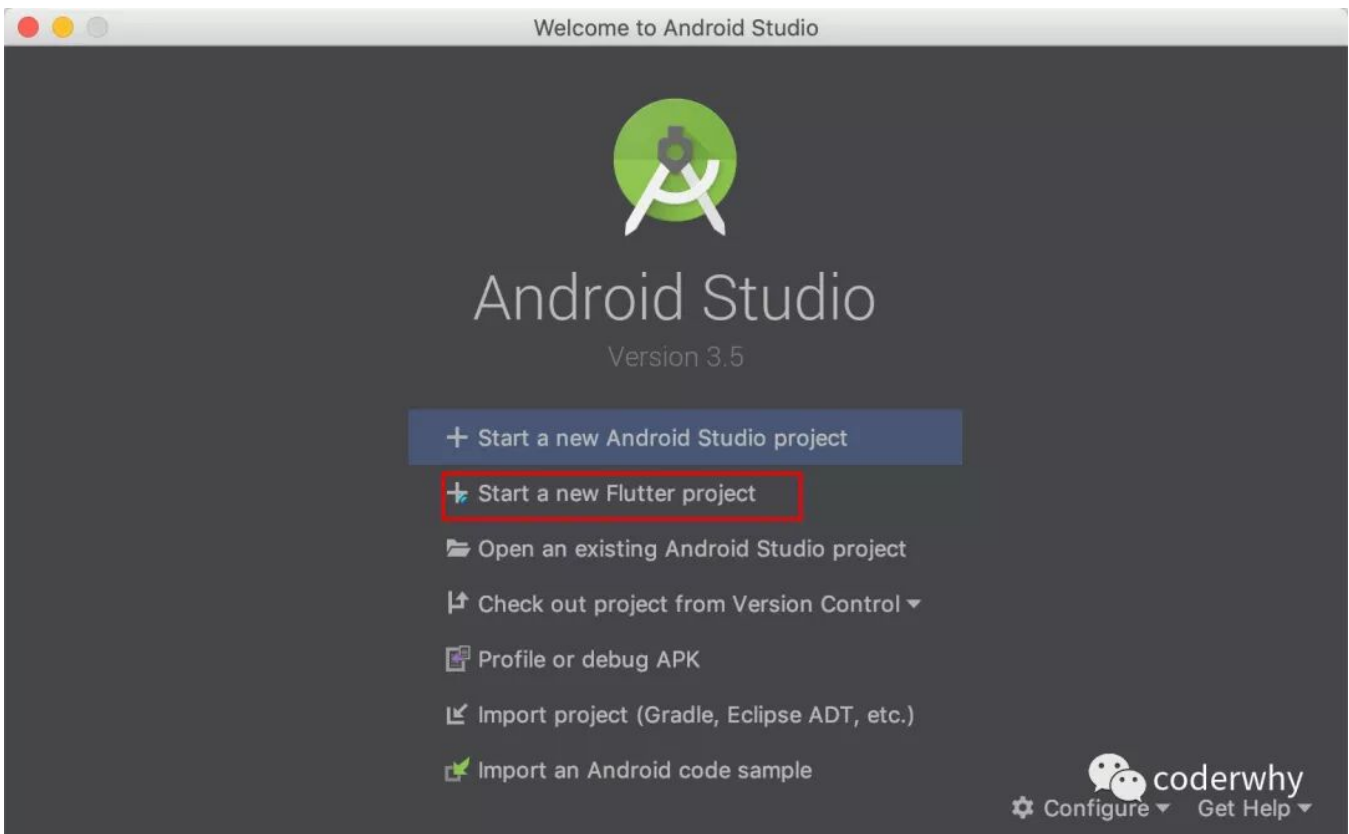 Welcome to Android Studio
Android Studio
Version 3.5
Start a new Android Studio project
Start a new Flutter project
Open an existing Android Studio project
Check out project from Version Control
Profile or debug APK
Import project (Gradle, Eclipse ADT, etc.)
Import an Android code sample
coderwhy
Configure Get Help